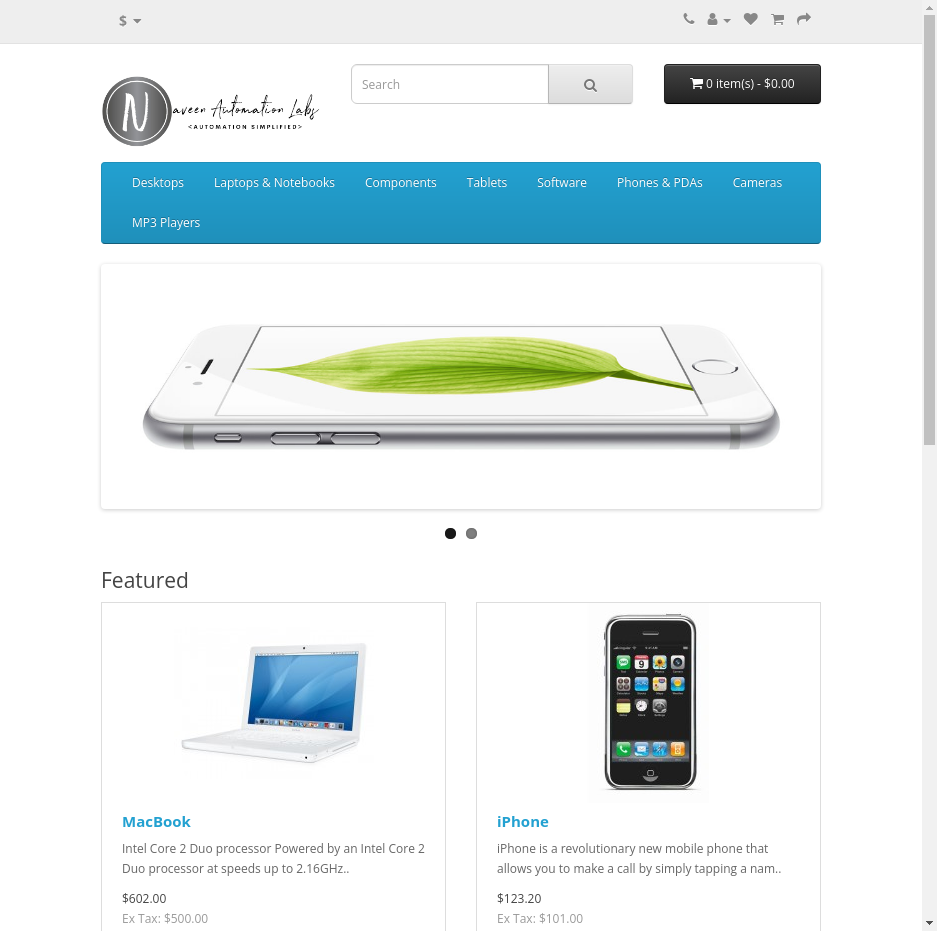 $
Search
0 item(s) - $0.00
Naveen Automation Labs
<AUTOMATION SIMPLIFIED>
Desktops Laptops & Notebooks Components Tablets Software Phones & PDAs Cameras
MP3 Players
Featured
MacBook
Intel Core 2 Duo processor Powered by an Intel Core 2
Duo processor at speeds up to 2.16GHz..
$602.00
Ex Tax: $500.00
iPhone
iPhone is a revolutionary new mobile phone that
allows you to make a call by simply tapping a nam..
$123.20
Ex Tax: $101.00